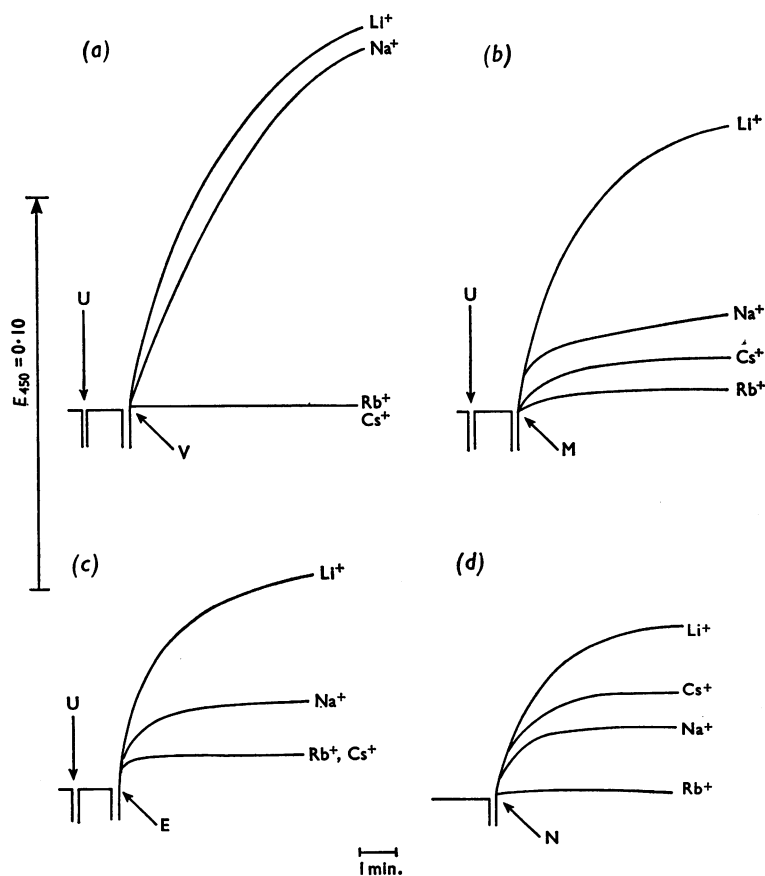 (a)
Li+
Na+
U
Rb+
Cs+
V
E450 = 0·10
(b)
Li+
U
Na+
Cs+
Rb+
M
(c)
Li+
U
Na+
Rb+, Cs+
E
(d)
Li+
Cs+
Na+
Rb+
N
1 min.